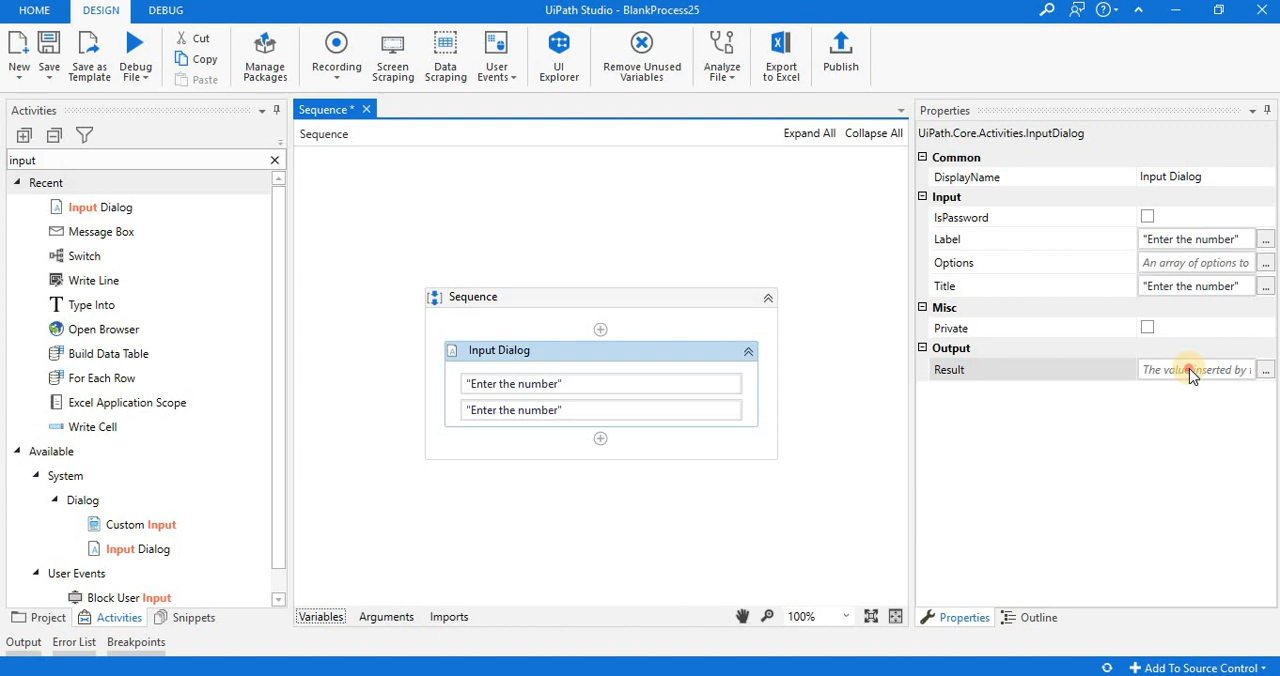 HOME DESIGN DEBUG
UiPath Studio - BlankProcess25
New
Save
Save as Template
Debug File
Cut
Copy
Paste
Manage Packages
Recording
Screen Scraping
Data Scraping
User Events
UI Explorer
Remove Unused Variables
Analyze File
Export to Excel
Publish
Activities
input
Recent
Input Dialog
Message Box
Switch
Write Line
Type Into
Open Browser
Build Data Table
For Each Row
Excel Application Scope
Write Cell
Available
System
Dialog
Custom Input
Input Dialog
User Events
Block User Input
Project Activities Snippets
Sequence *
Sequence
Expand All Collapse All
Sequence
Input Dialog
"Enter the number"
"Enter the number"
Variables Arguments Imports
100%
Properties
UiPath.Core.Activities.InputDialog
Common
DisplayName Input Dialog
Input
IsPassword
Label "Enter the number" ...
Options An array of options to ...
Title "Enter the number" ...
Misc
Private
Output
Result The value inserted by ...
Properties Outline
Output Error List Breakpoints
Add To Source Control